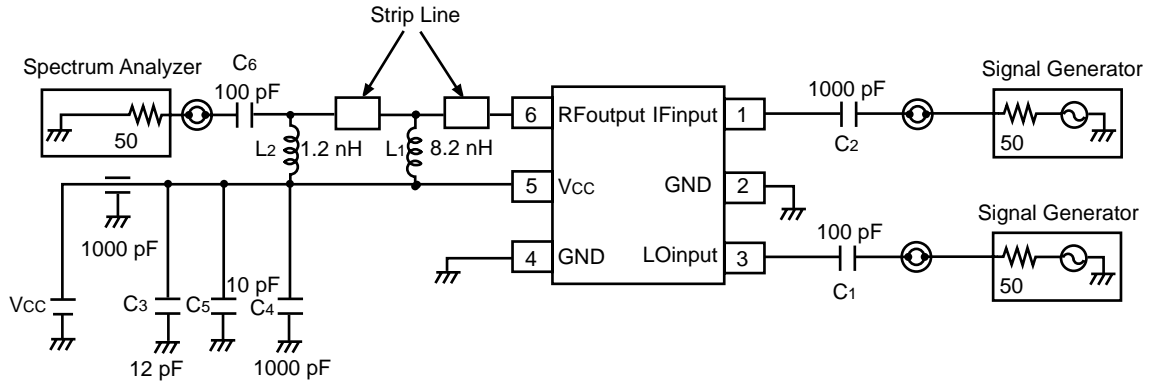 Strip Line
Spectrum Analyzer
C6
100 pF
1000 pF
Signal Generator
6
RFoutput IFinput
1
50
L2 1.2 nH
L1 8.2 nH
C2
50
5
VCC
GND
2
Signal Generator
1000 pF
100 pF
4
GND
LOinput
3
C1
50
10 pF
VCC
C3
C5
C4
12 pF
1000 pF